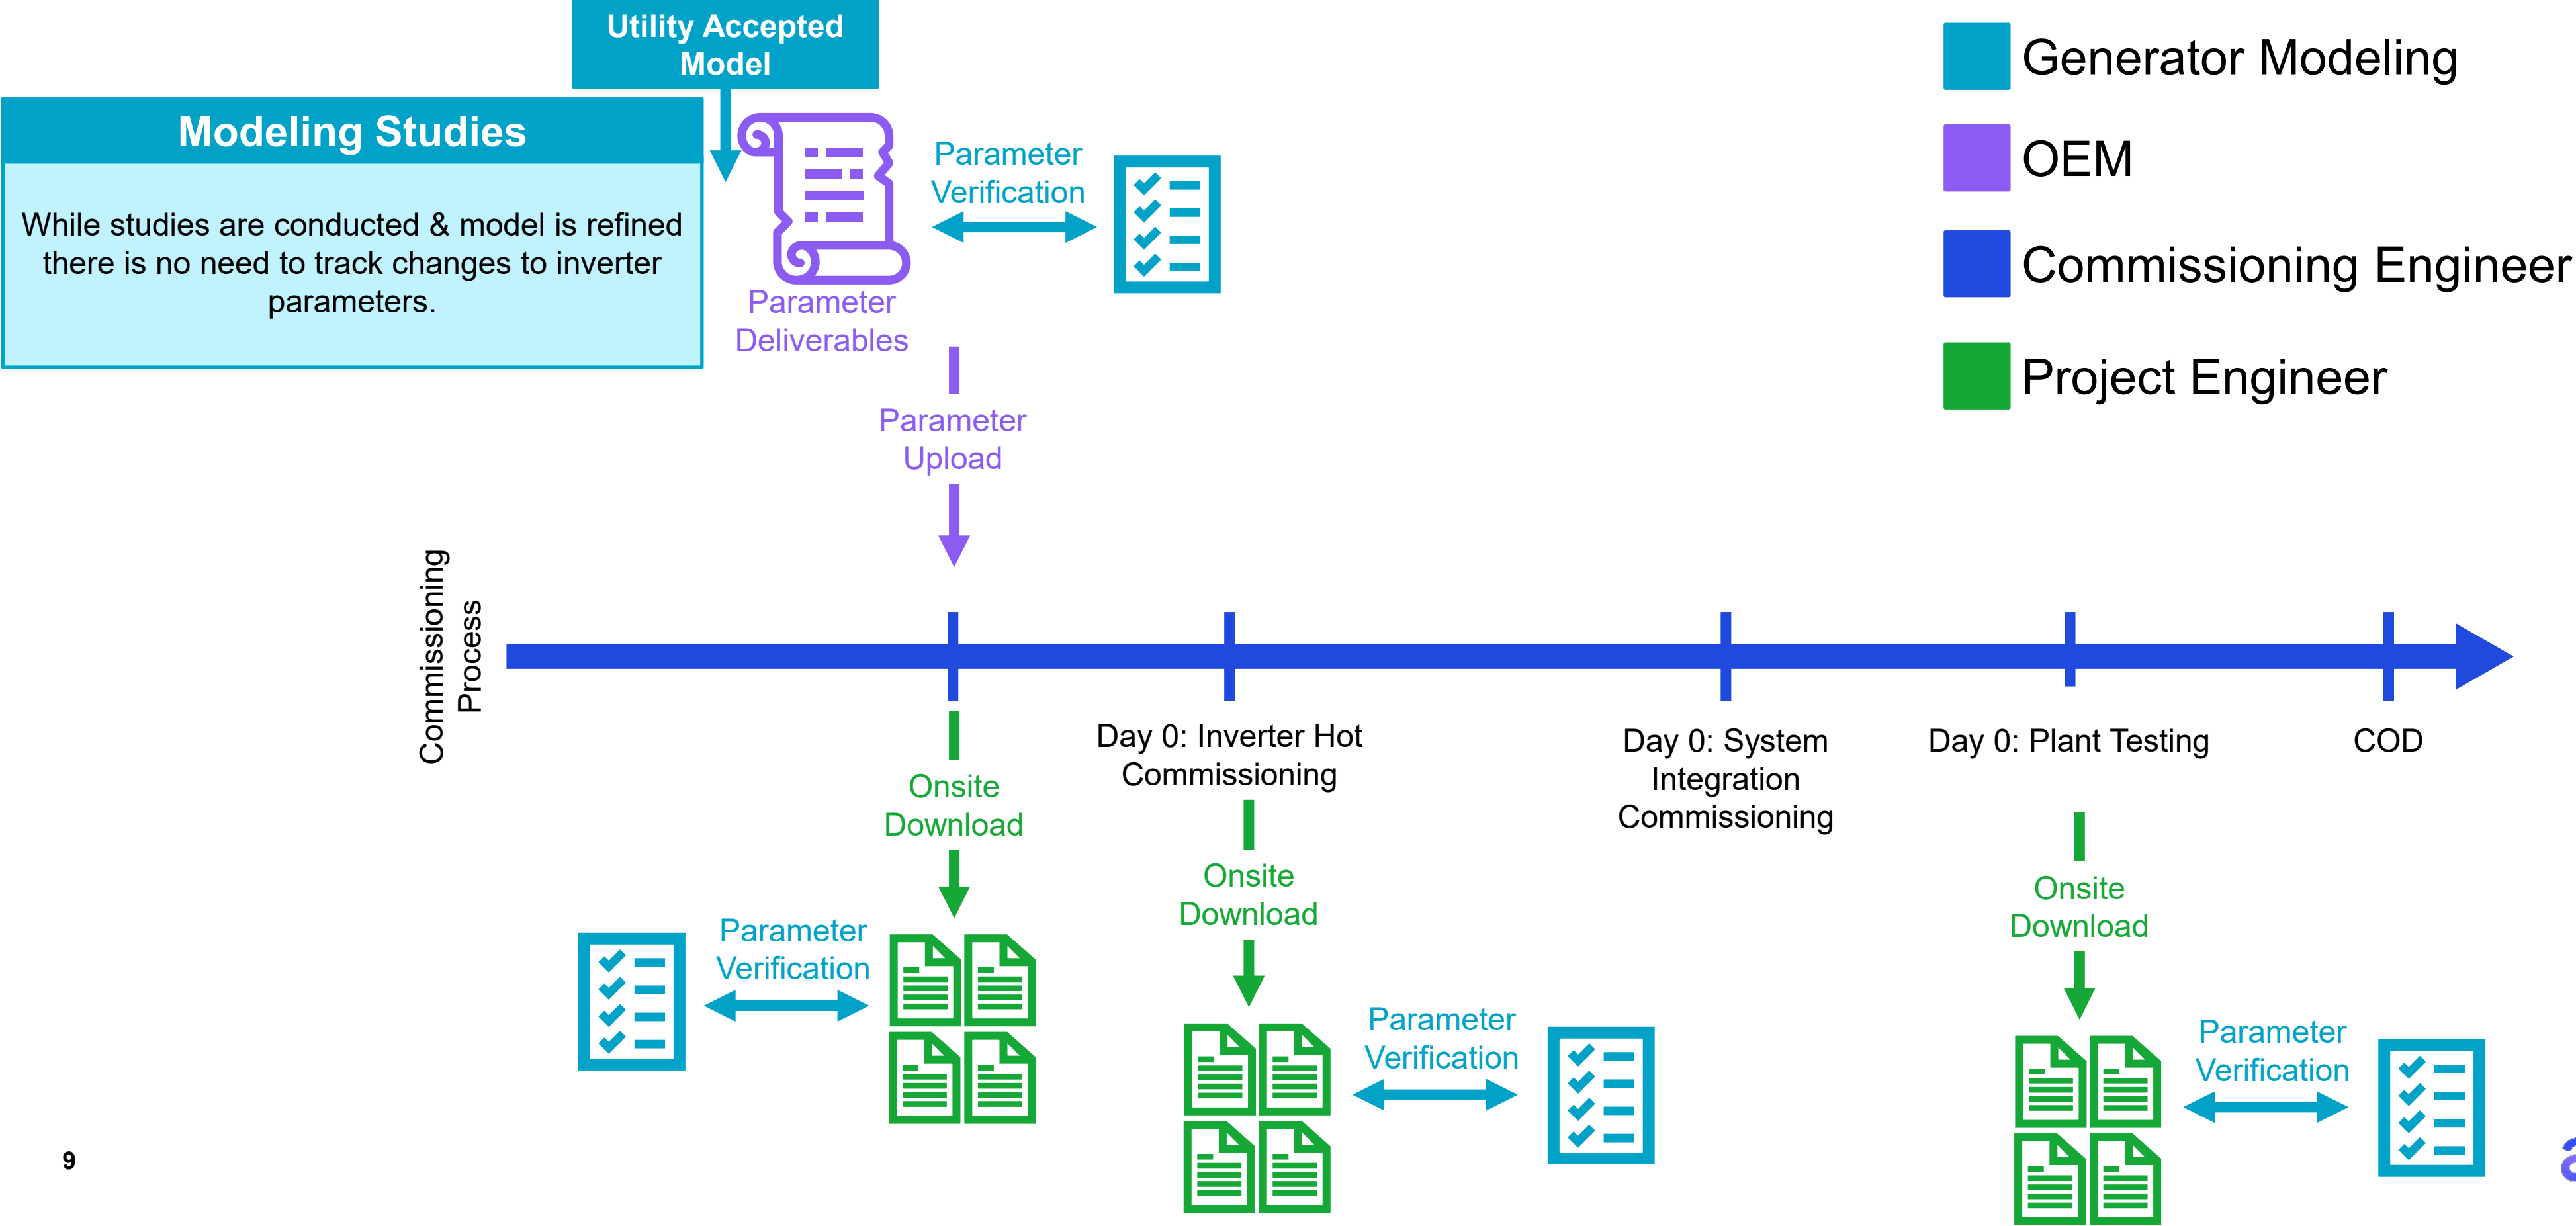 Utility Accepted
Model
Modeling Studies
While studies are conducted & model is refined
there is no need to track changes to inverter
parameters.
Parameter
Deliverables
Parameter
Verification
Generator Modeling
OEM
Commissioning Engineer
Project Engineer
Parameter
Upload
Commissioning
Process
Day 0: Inverter Hot
Commissioning
Day 0: System
Integration
Commissioning
Day 0: Plant Testing
COD
Onsite
Download
Parameter
Verification
Onsite
Download
Parameter
Verification
Onsite
Download
Parameter
Verification
9